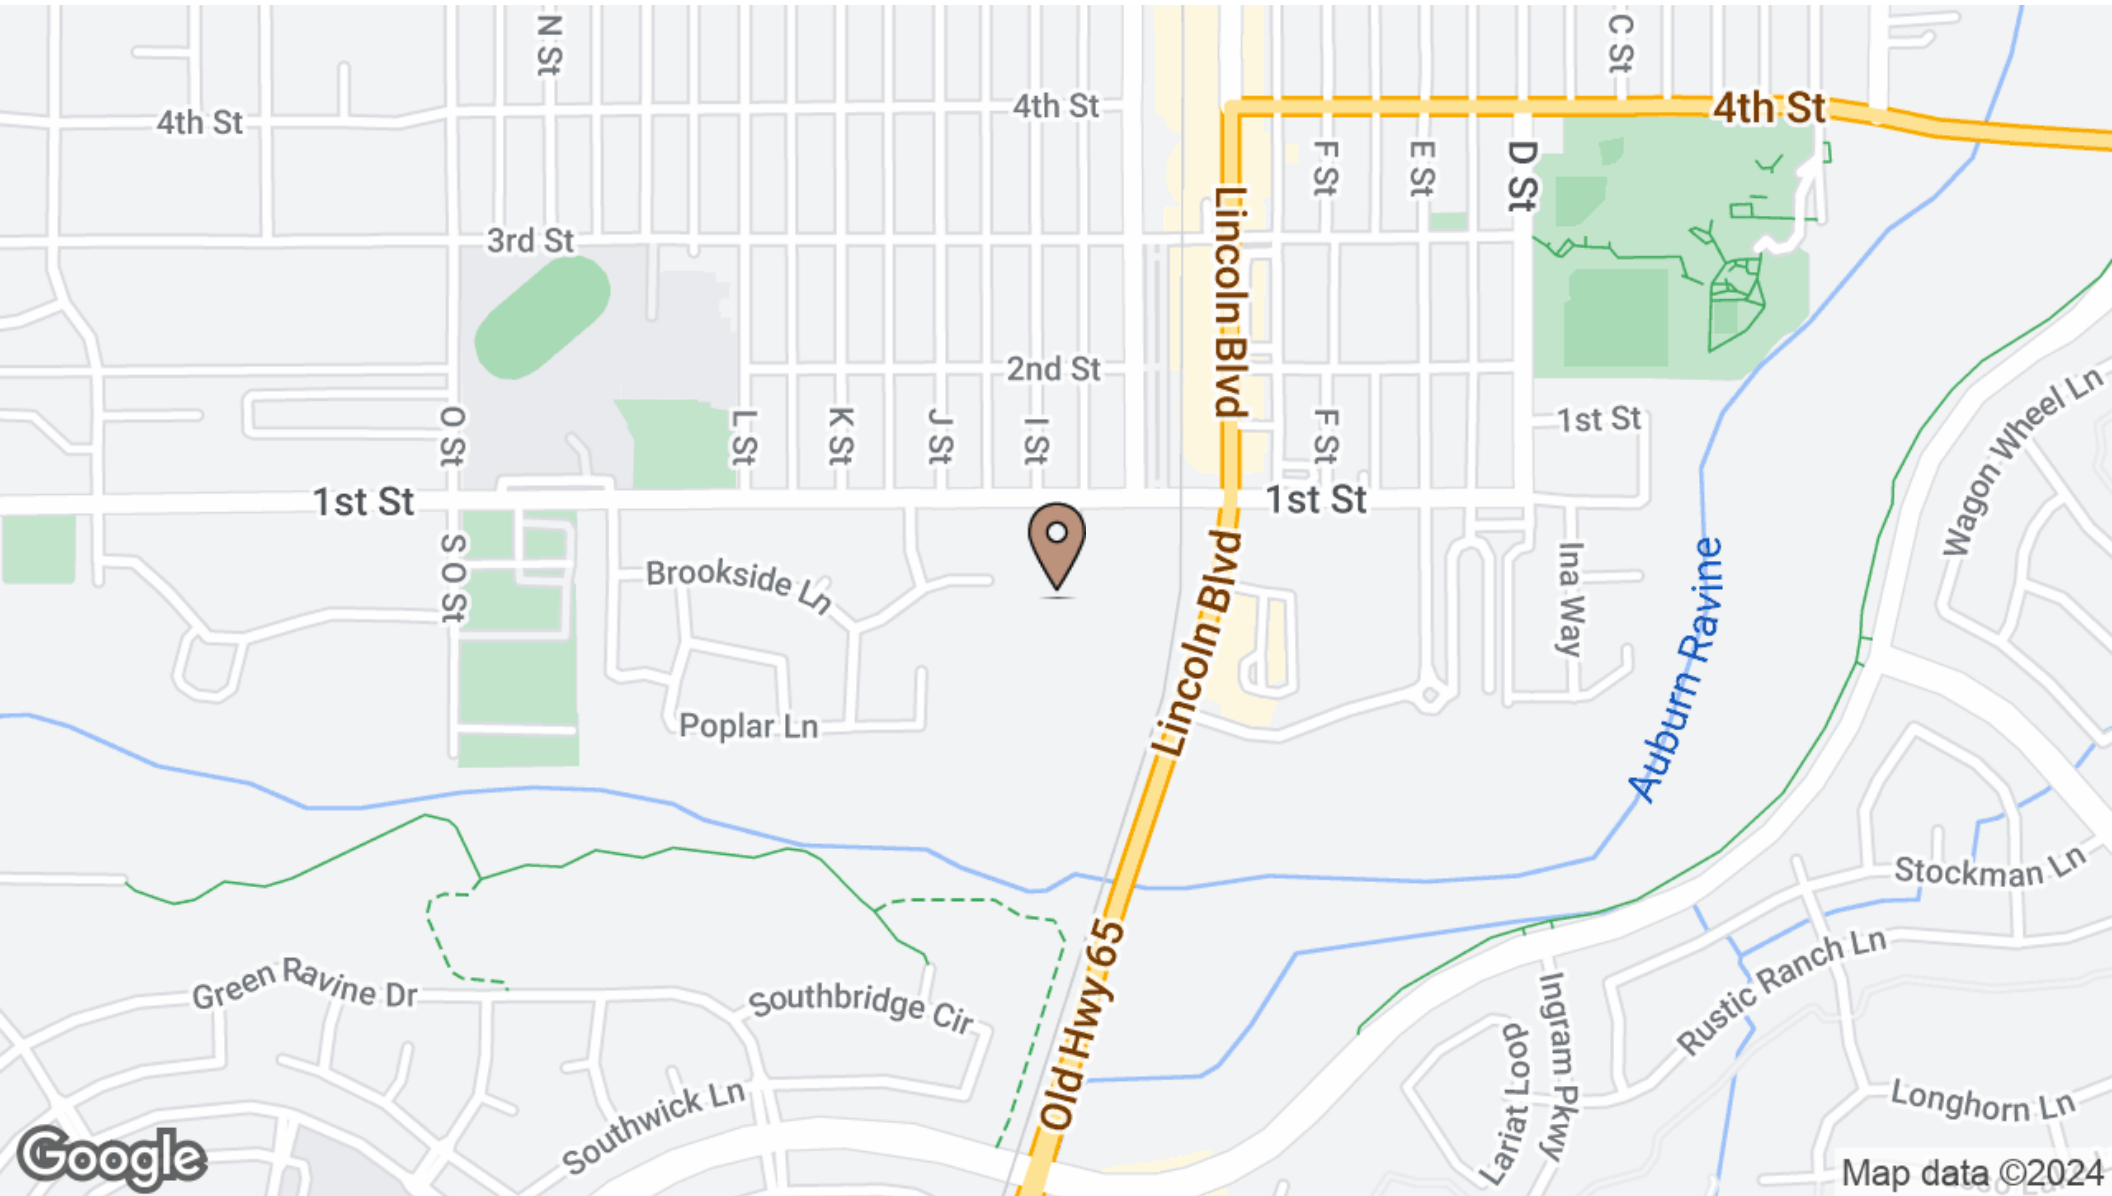 N St
C St
4th St
4th St
4th St
F St
E St
D St
3rd St
Lincoln Blvd
2nd St
O St
L St
K St
J St
I St
F St
1st St
Wagon Wheel Ln
1st St
1st St
S O St
Brookside Ln
Lincoln Blvd
Ina Way
Auburn Ravine
Poplar Ln
Stockman Ln
Green Ravine Dr
Southbridge Cir
Old Hwy 65
Rustic Ranch Ln
Ingram Pkwy
Lariat Loop
Southwick Ln
Longhorn Ln
Google
Map data ©2024